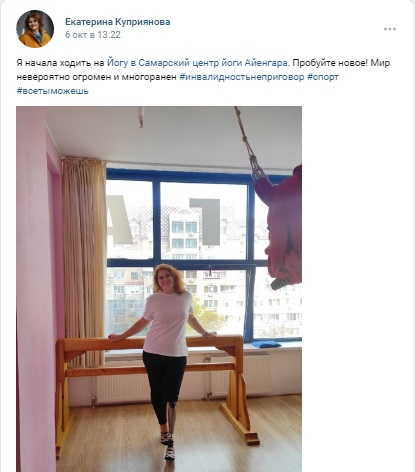 Екатерина Куприянова
6 окт в 13:22
Я начала ходить на Йогу в Самарский центр йоги Айенгара. Пробуйте новое! Мир
невероятно огромен и многоранен #инвалидностьнеприговор #спорт
#всетыможешь